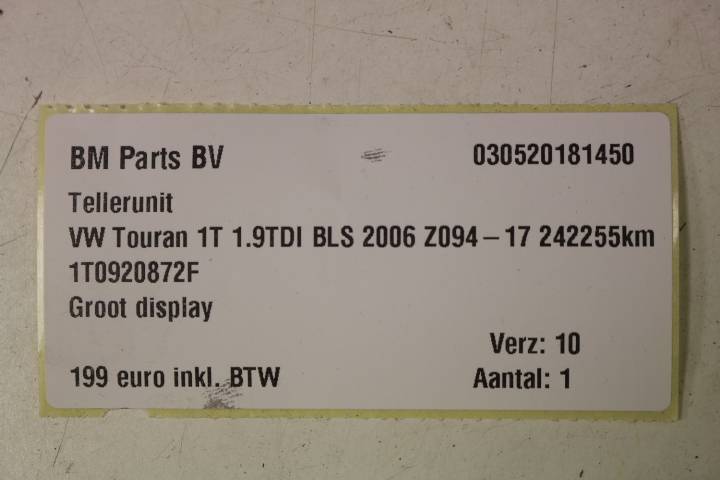 BM Parts BV 030520181450
Tellerunit
VW Touran 1T 1.9TDI BLS 2006 Z094-17 242255km
1T0920872F
Groot display
Verz: 10
199 euro inkl. BTW Aantal: 1